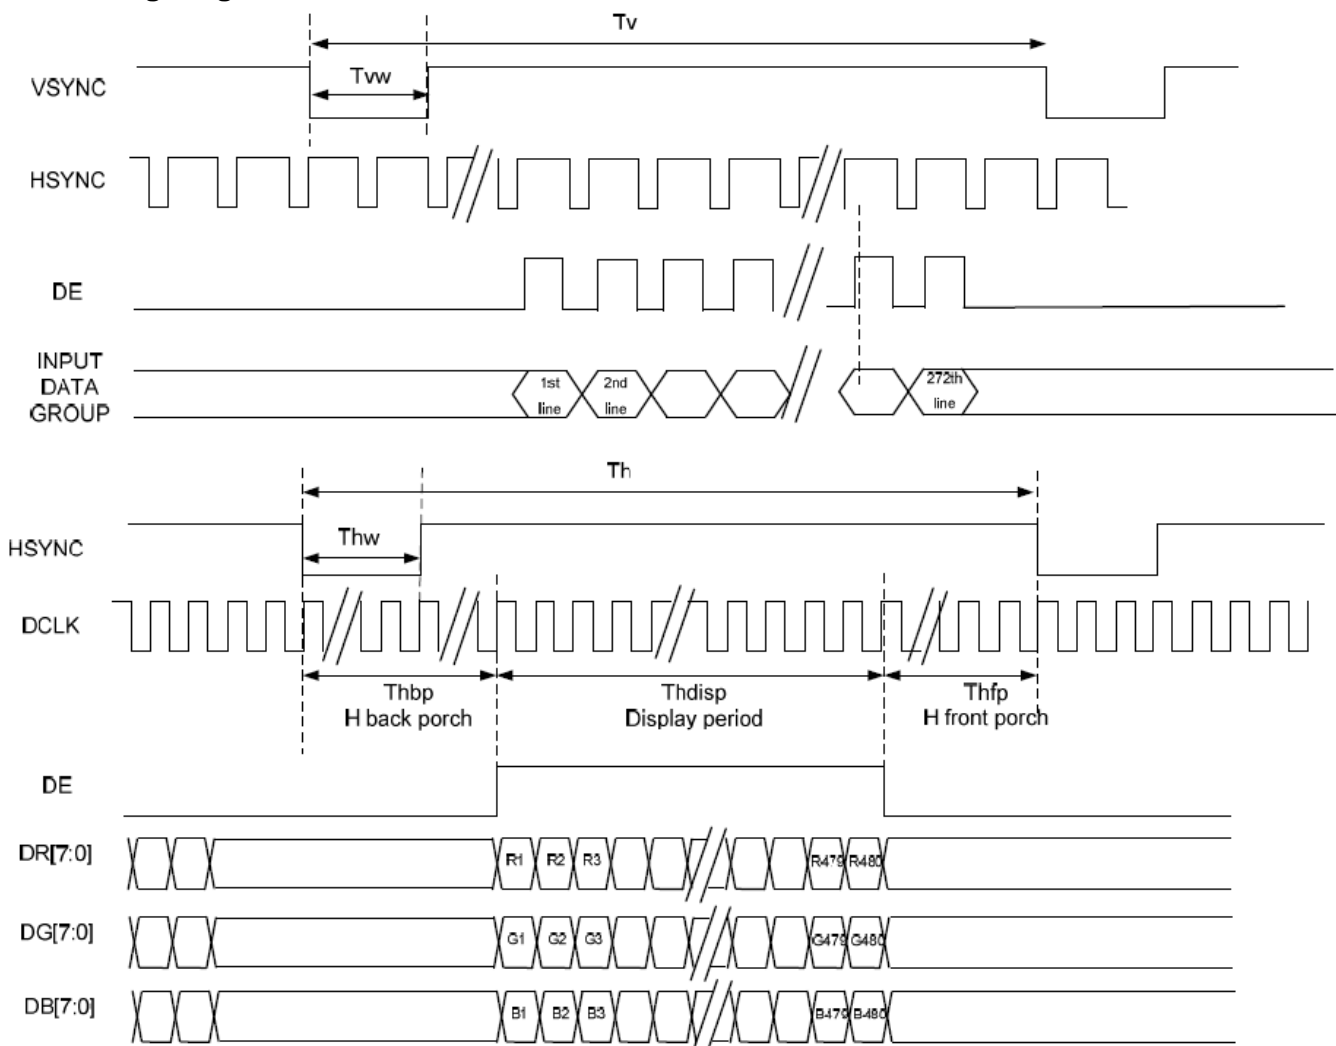 Tv
VSYNC
Tvw
HSYNC
DE
INPUT
DATA
GROUP
1st
line
2nd
line
272th
line
Th
HSYNC
Thw
DCLK
Thbp
H back porch
Thdisp
Display period
Thfp
H front porch
DE
DR[7:0]
R1 R2 R3 R479 R480
DG[7:0]
G1 G2 G3 G479 G480
DB[7:0]
B1 B2 B3 B479 B480